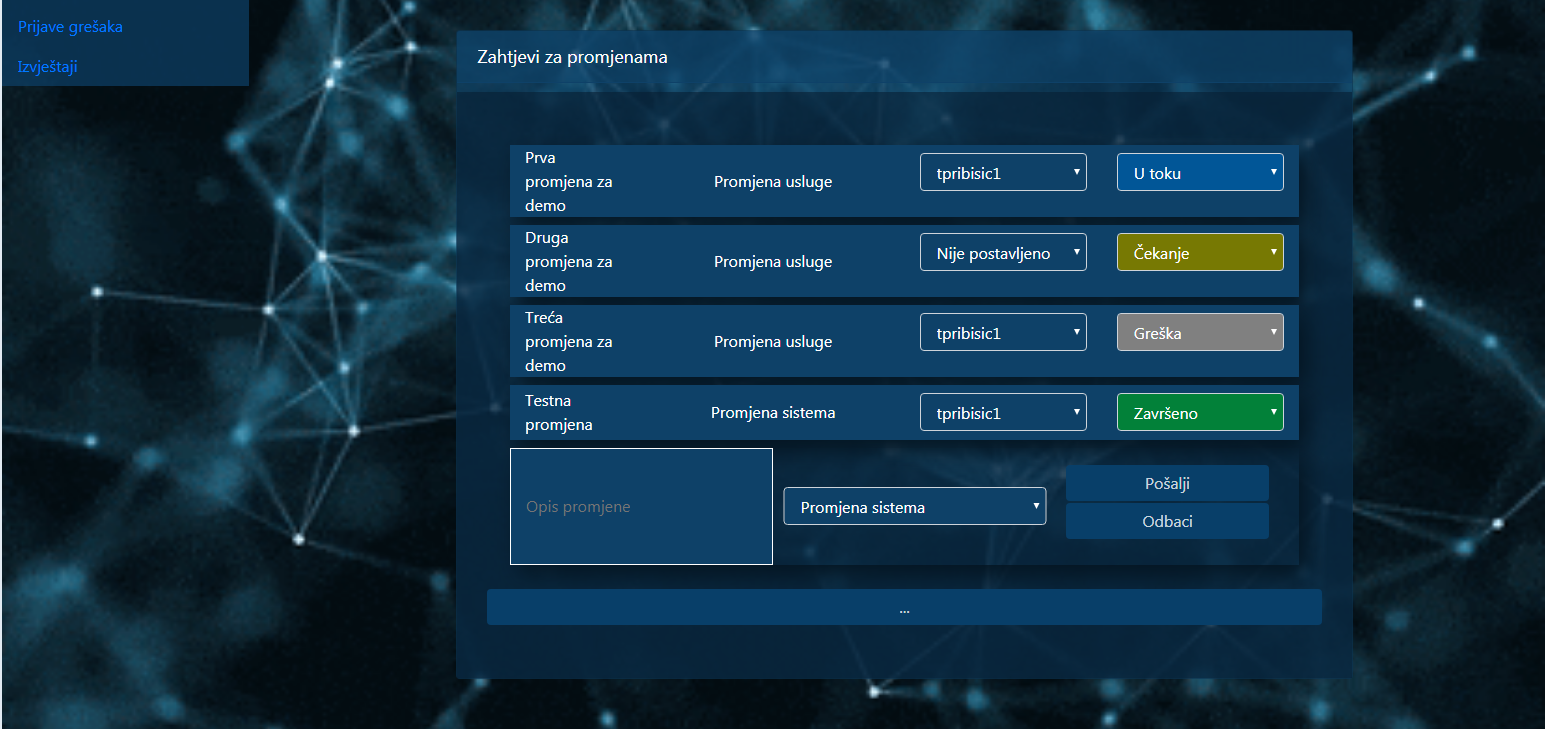 Prijave grešaka
Izvještaji
Zahtjevi za promjenama
Prva
promjena za
demo
Promjena usluge
tpribisic1
U toku
Druga
promjena za
demo
Promjena usluge
Nije postavljeno
Čekanje
Treća
promjena za
demo
Promjena usluge
tpribisic1
Greška
Testna
promjena
Promjena sistema
tpribisic1
Završeno
Opis promjene
Promjena sistema
Pošalji
Odbaci
...